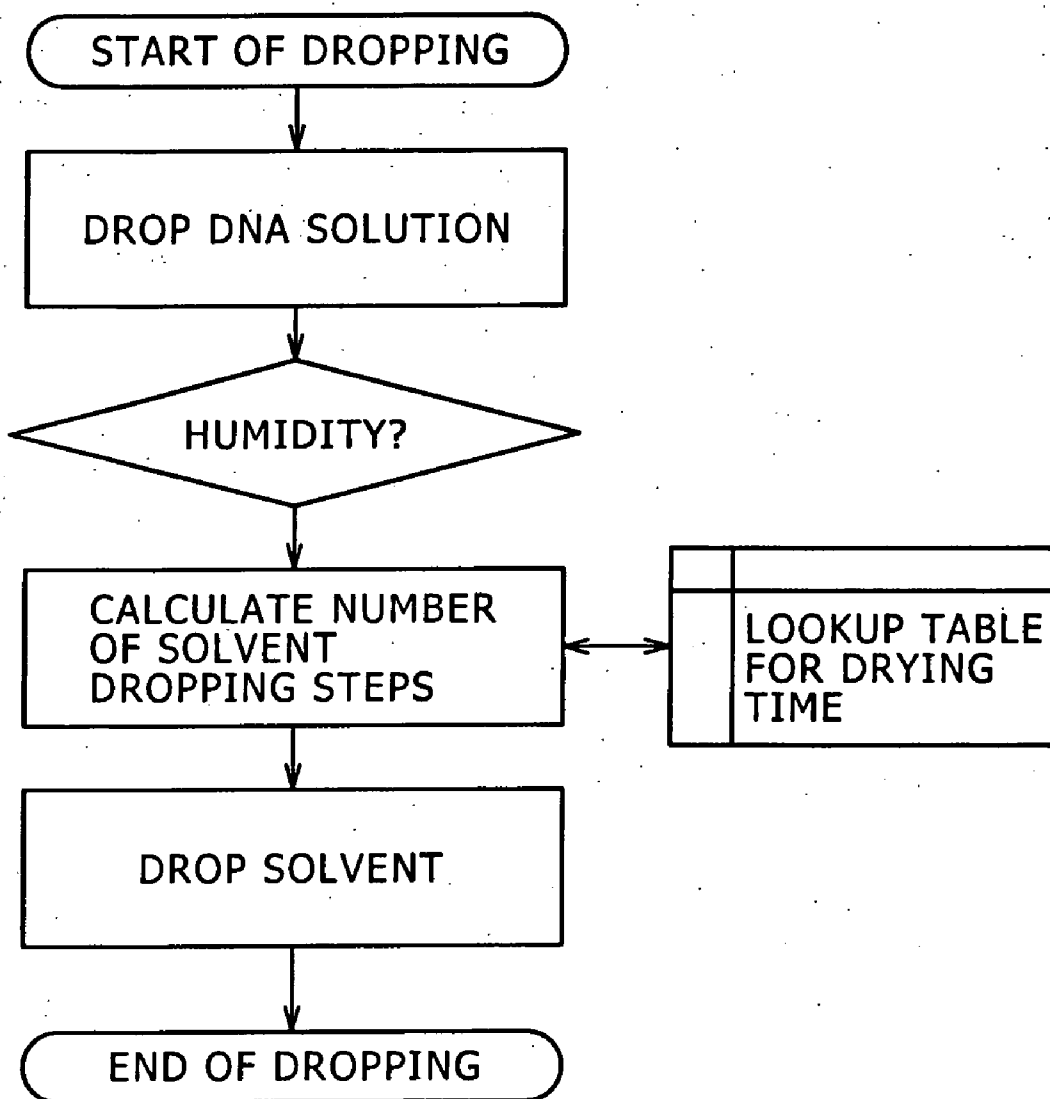 START OF DROPPING
DROP DNA SOLUTION
HUMIDITY?
CALCULATE NUMBER
OF SOLVENT
DROPPING STEPS
LOOKUP TABLE
FOR DRYING
TIME
DROP SOLVENT
END OF DROPPING